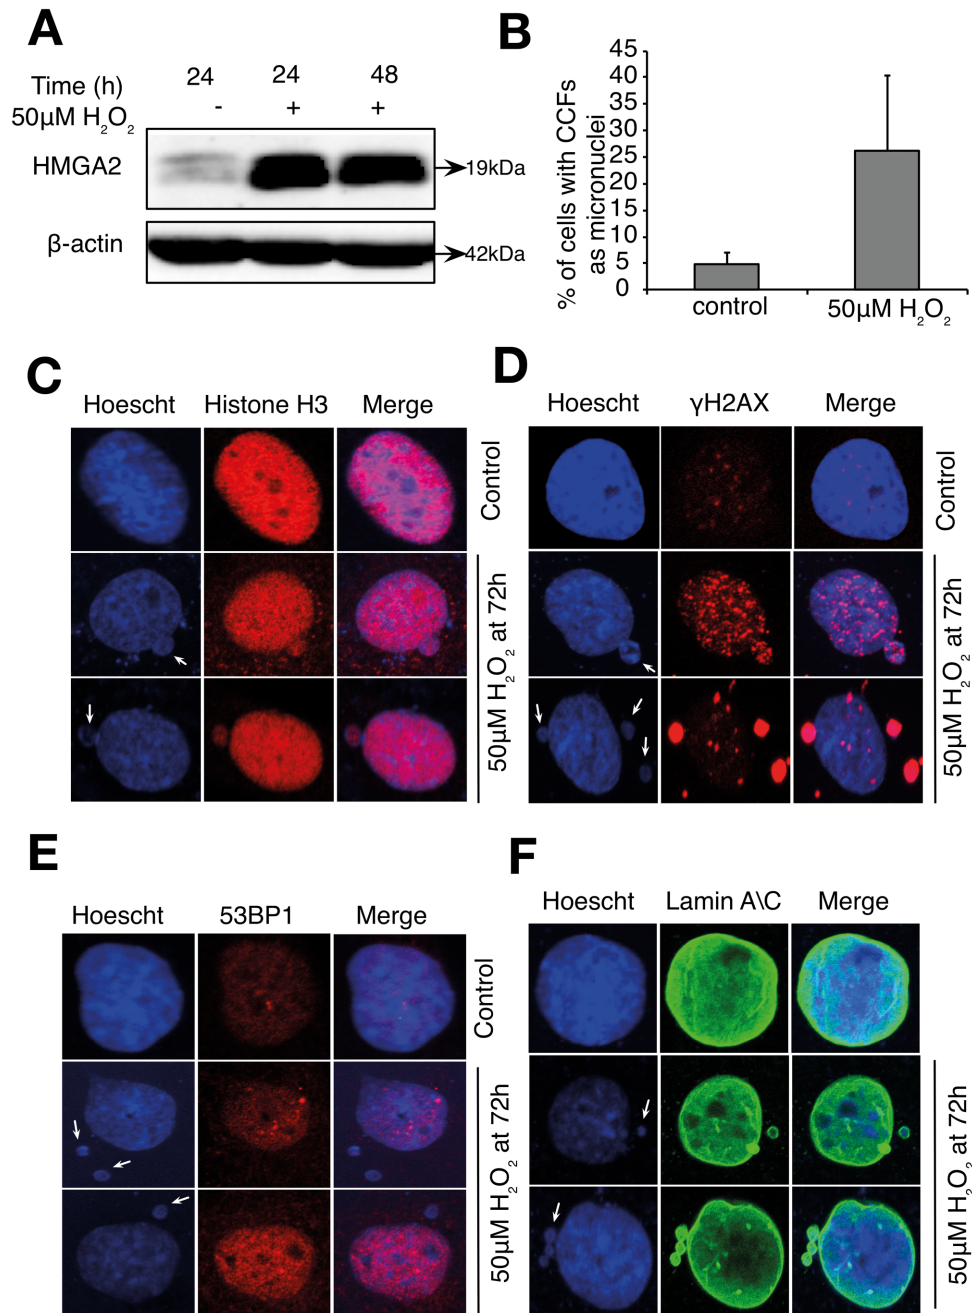 A
Time (h) 24 24 48
50µM H₂O₂ - + +
HMGA2
19kDa
β-actin
42kDa
B
% of cells with CCFs
as micronuclei
45
40
35
30
25
20
15
10
5
0
control
50µM H₂O₂
C
Hoescht Histone H3 Merge
Control
50µM H₂O₂ at 72h
D
Hoescht γH2AX Merge
Control
50µM H₂O₂ at 72h
E
Hoescht 53BP1 Merge
Control
50µM H₂O₂ at 72h
F
Hoescht Lamin A\C Merge
50µM H₂O₂ at 72h